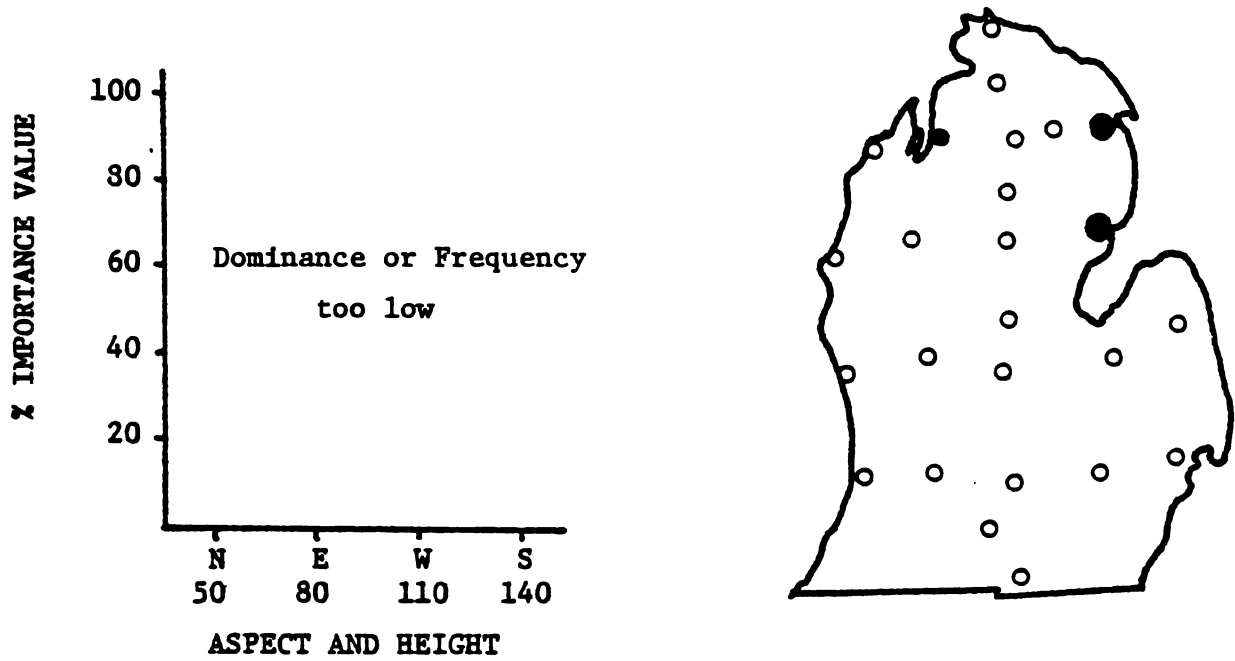 % IMPORTANCE VALUE
100
80
60
40
20
Dominance or Frequency
too low
N E W S
50 80 110 140
ASPECT AND HEIGHT